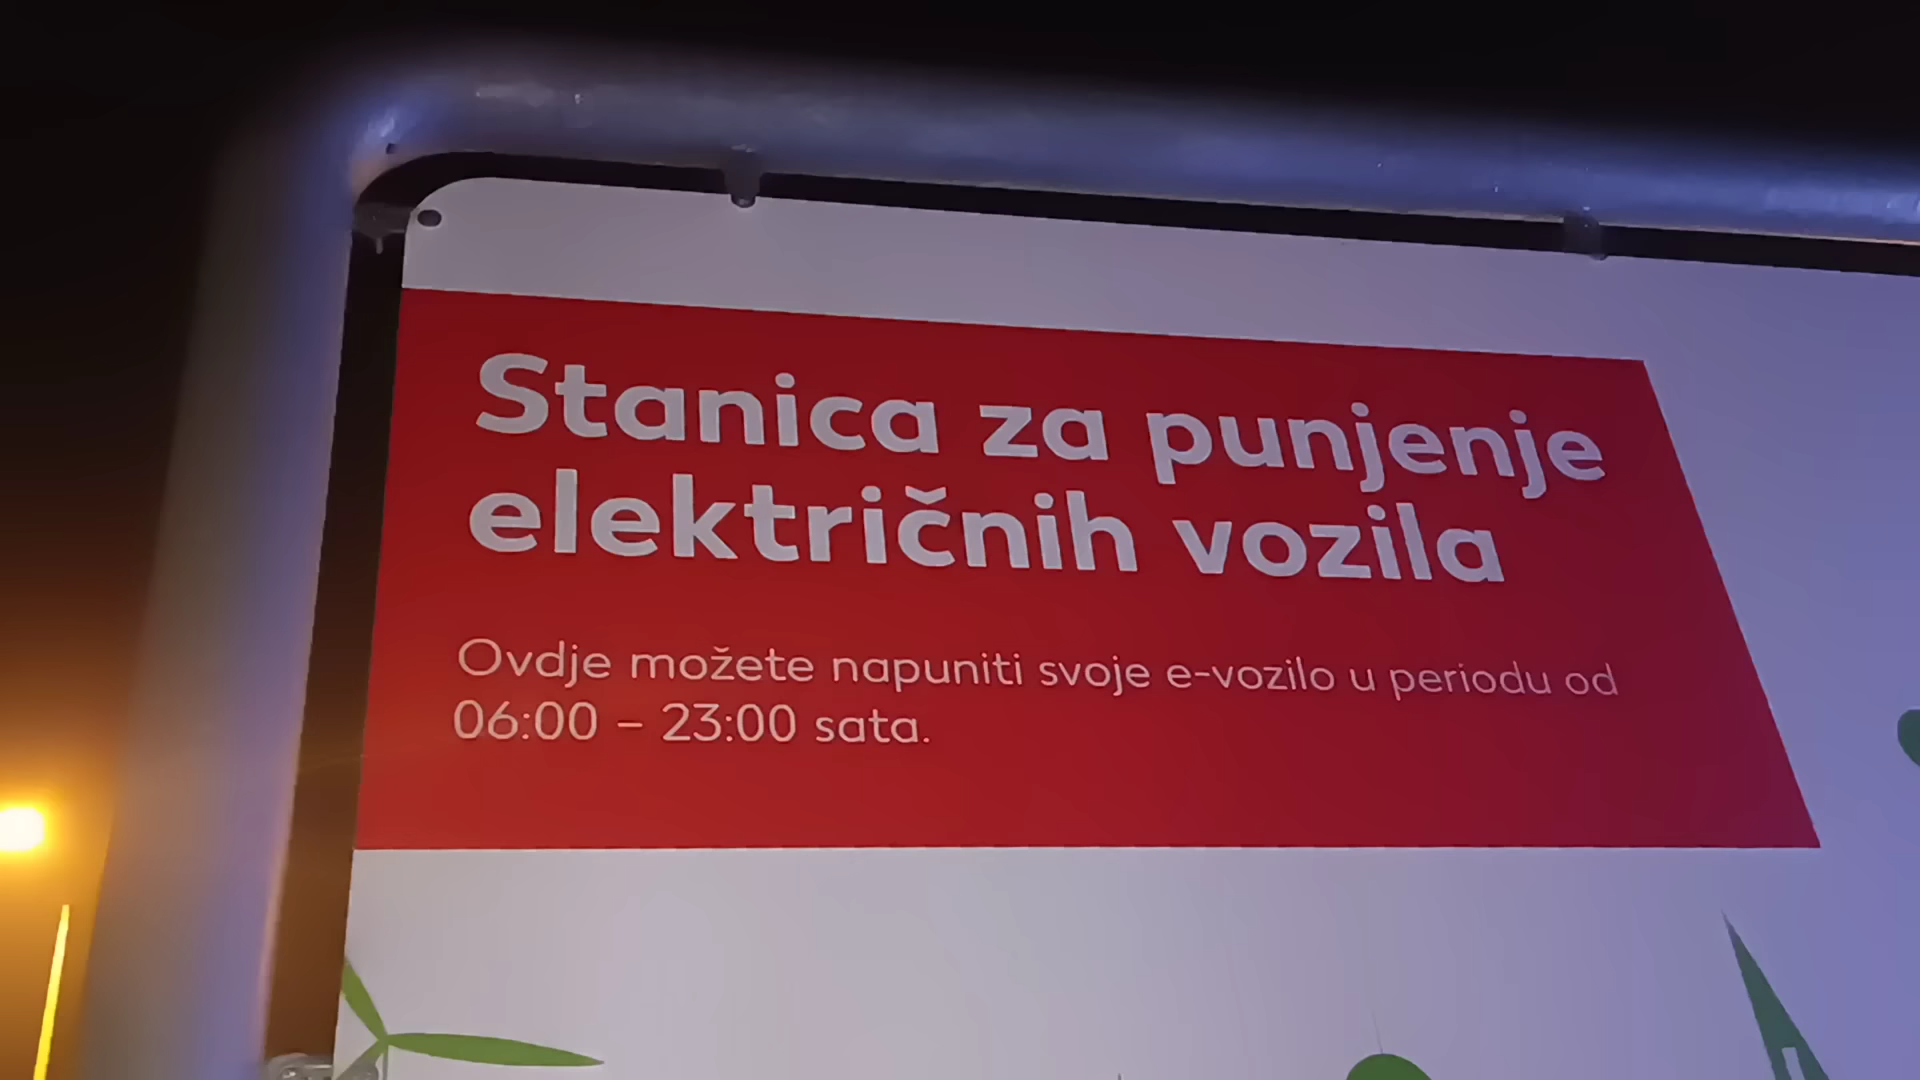 Stanica za punjenje
električnih vozila
Ovdje možete napuniti svoje e-vozilo u periodu od
06:00 – 23:00 sata.